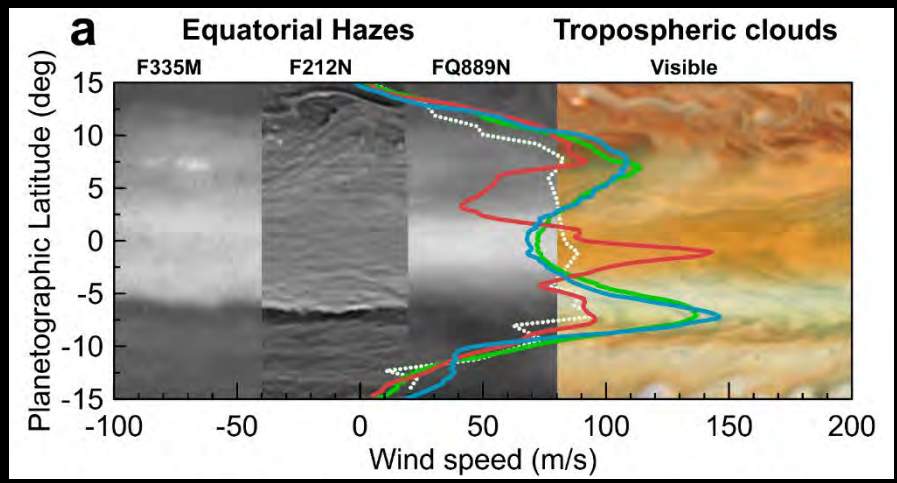 a
Equatorial Hazes
Tropospheric clouds
F335M
F212N
FQ889N
Visible
Planetographic Latitude (deg)
15
10
5
0
-5
-10
-15
-100
-50
0
50
100
150
200
Wind speed (m/s)